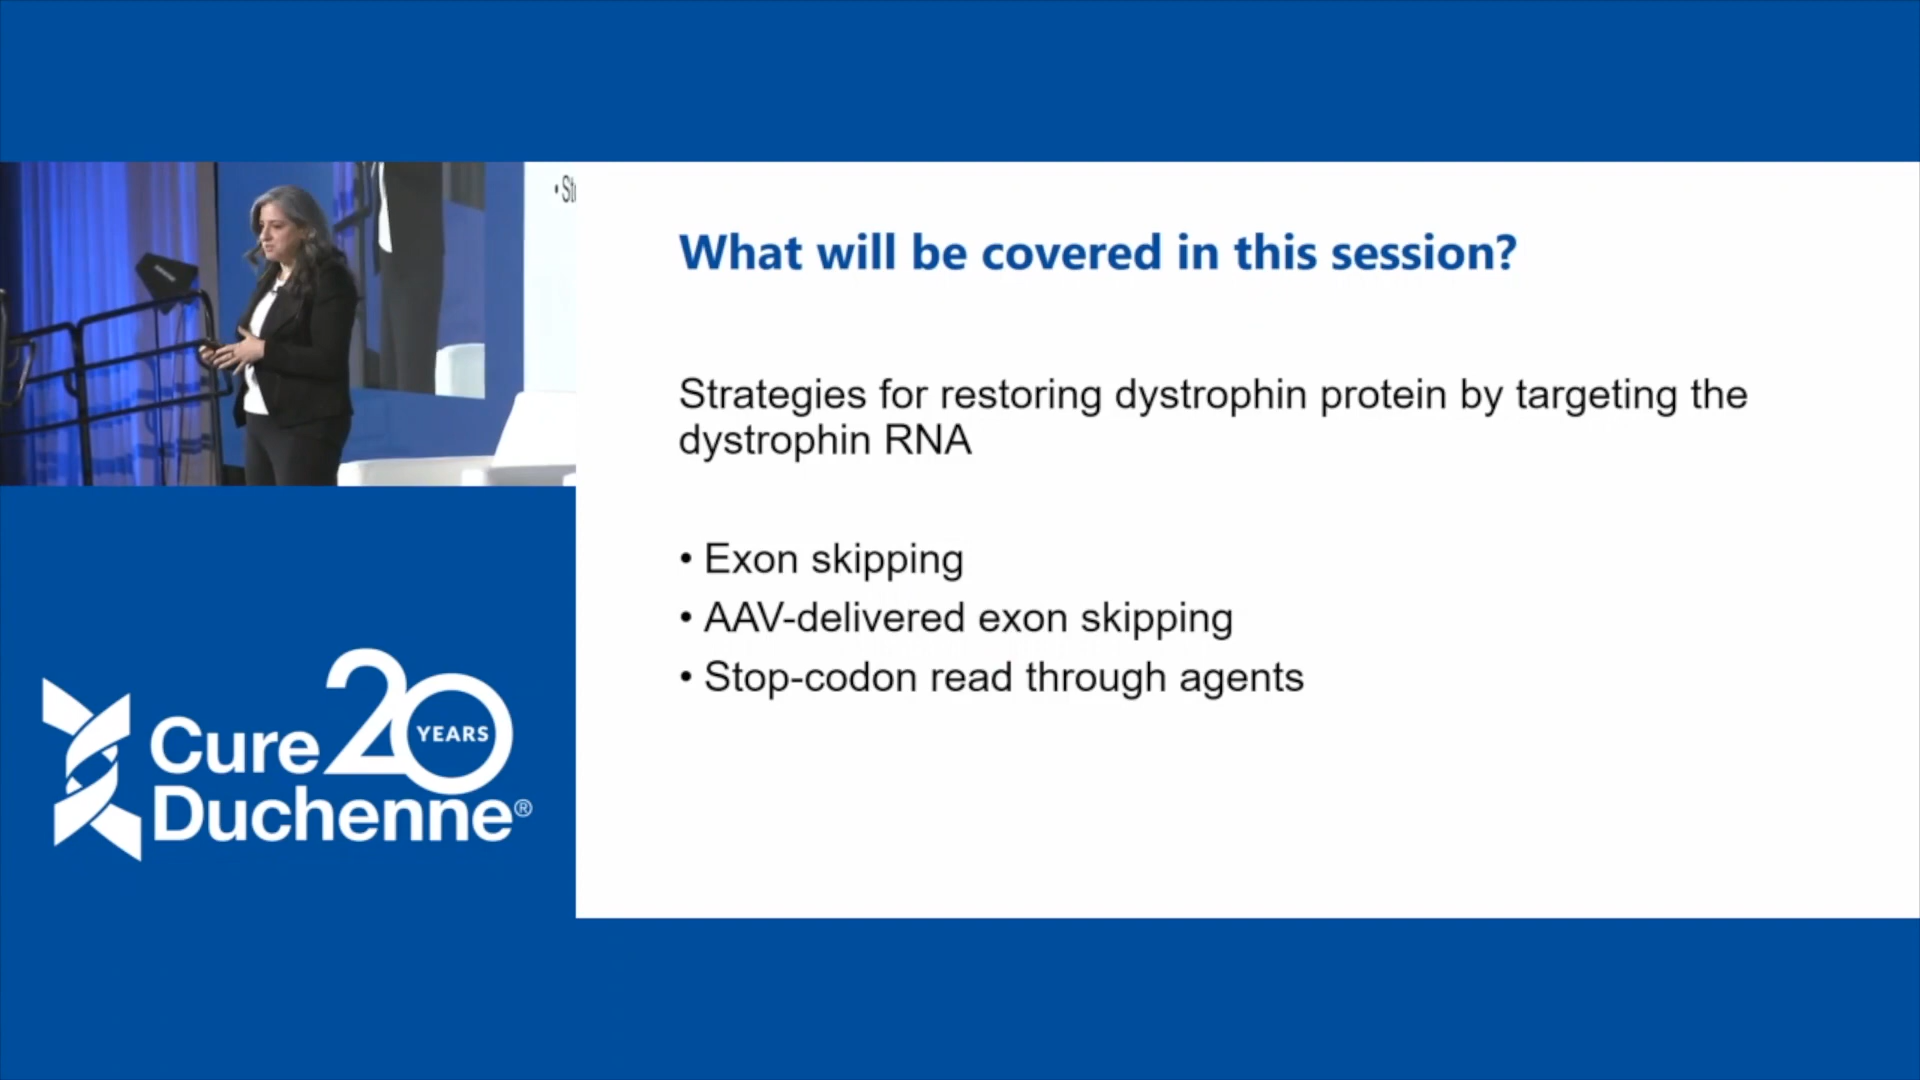 • St
What will be covered in this session?
Strategies for restoring dystrophin protein by targeting the
dystrophin RNA
• Exon skipping
• AAV-delivered exon skipping
• Stop-codon read through agents
20
YEARS
Cure
Duchenne®